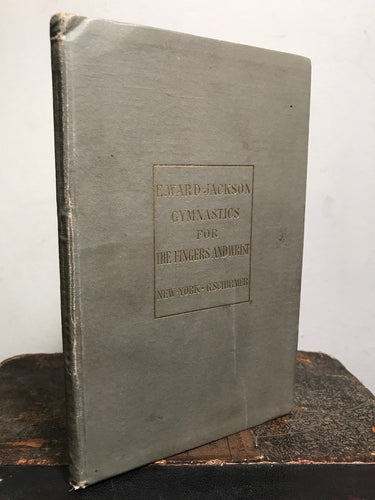 E. WARD-JACKSON
GYMNASTICS
FOR
THE FINGERS AND WRIST
NEW-YORK · G. SCHIRMER